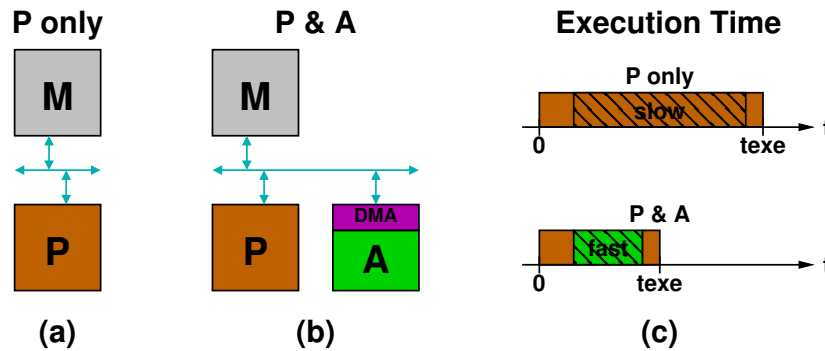 P only
M
P
(a)
P & A
M
P
DMA
A
(b)
Execution Time
P only
slow
0
texe
t
P & A
fast
0
texe
t
(c)